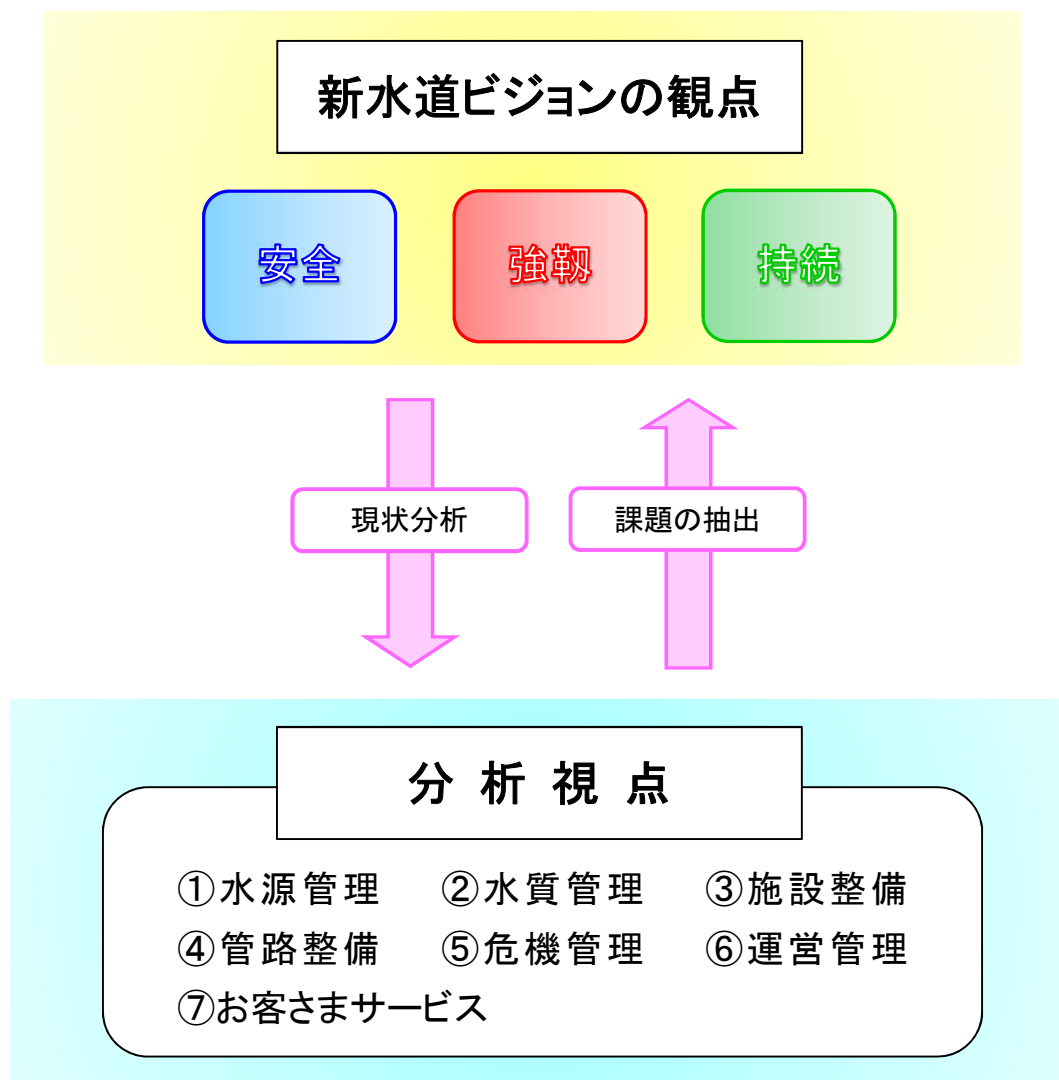 新水道ビジョンの観点
安全 強靱 持続
現状分析 課題の抽出
分析視点
①水源管理 ②水質管理 ③施設整備
④管路整備 ⑤危機管理 ⑥運営管理
⑦お客さまサービス